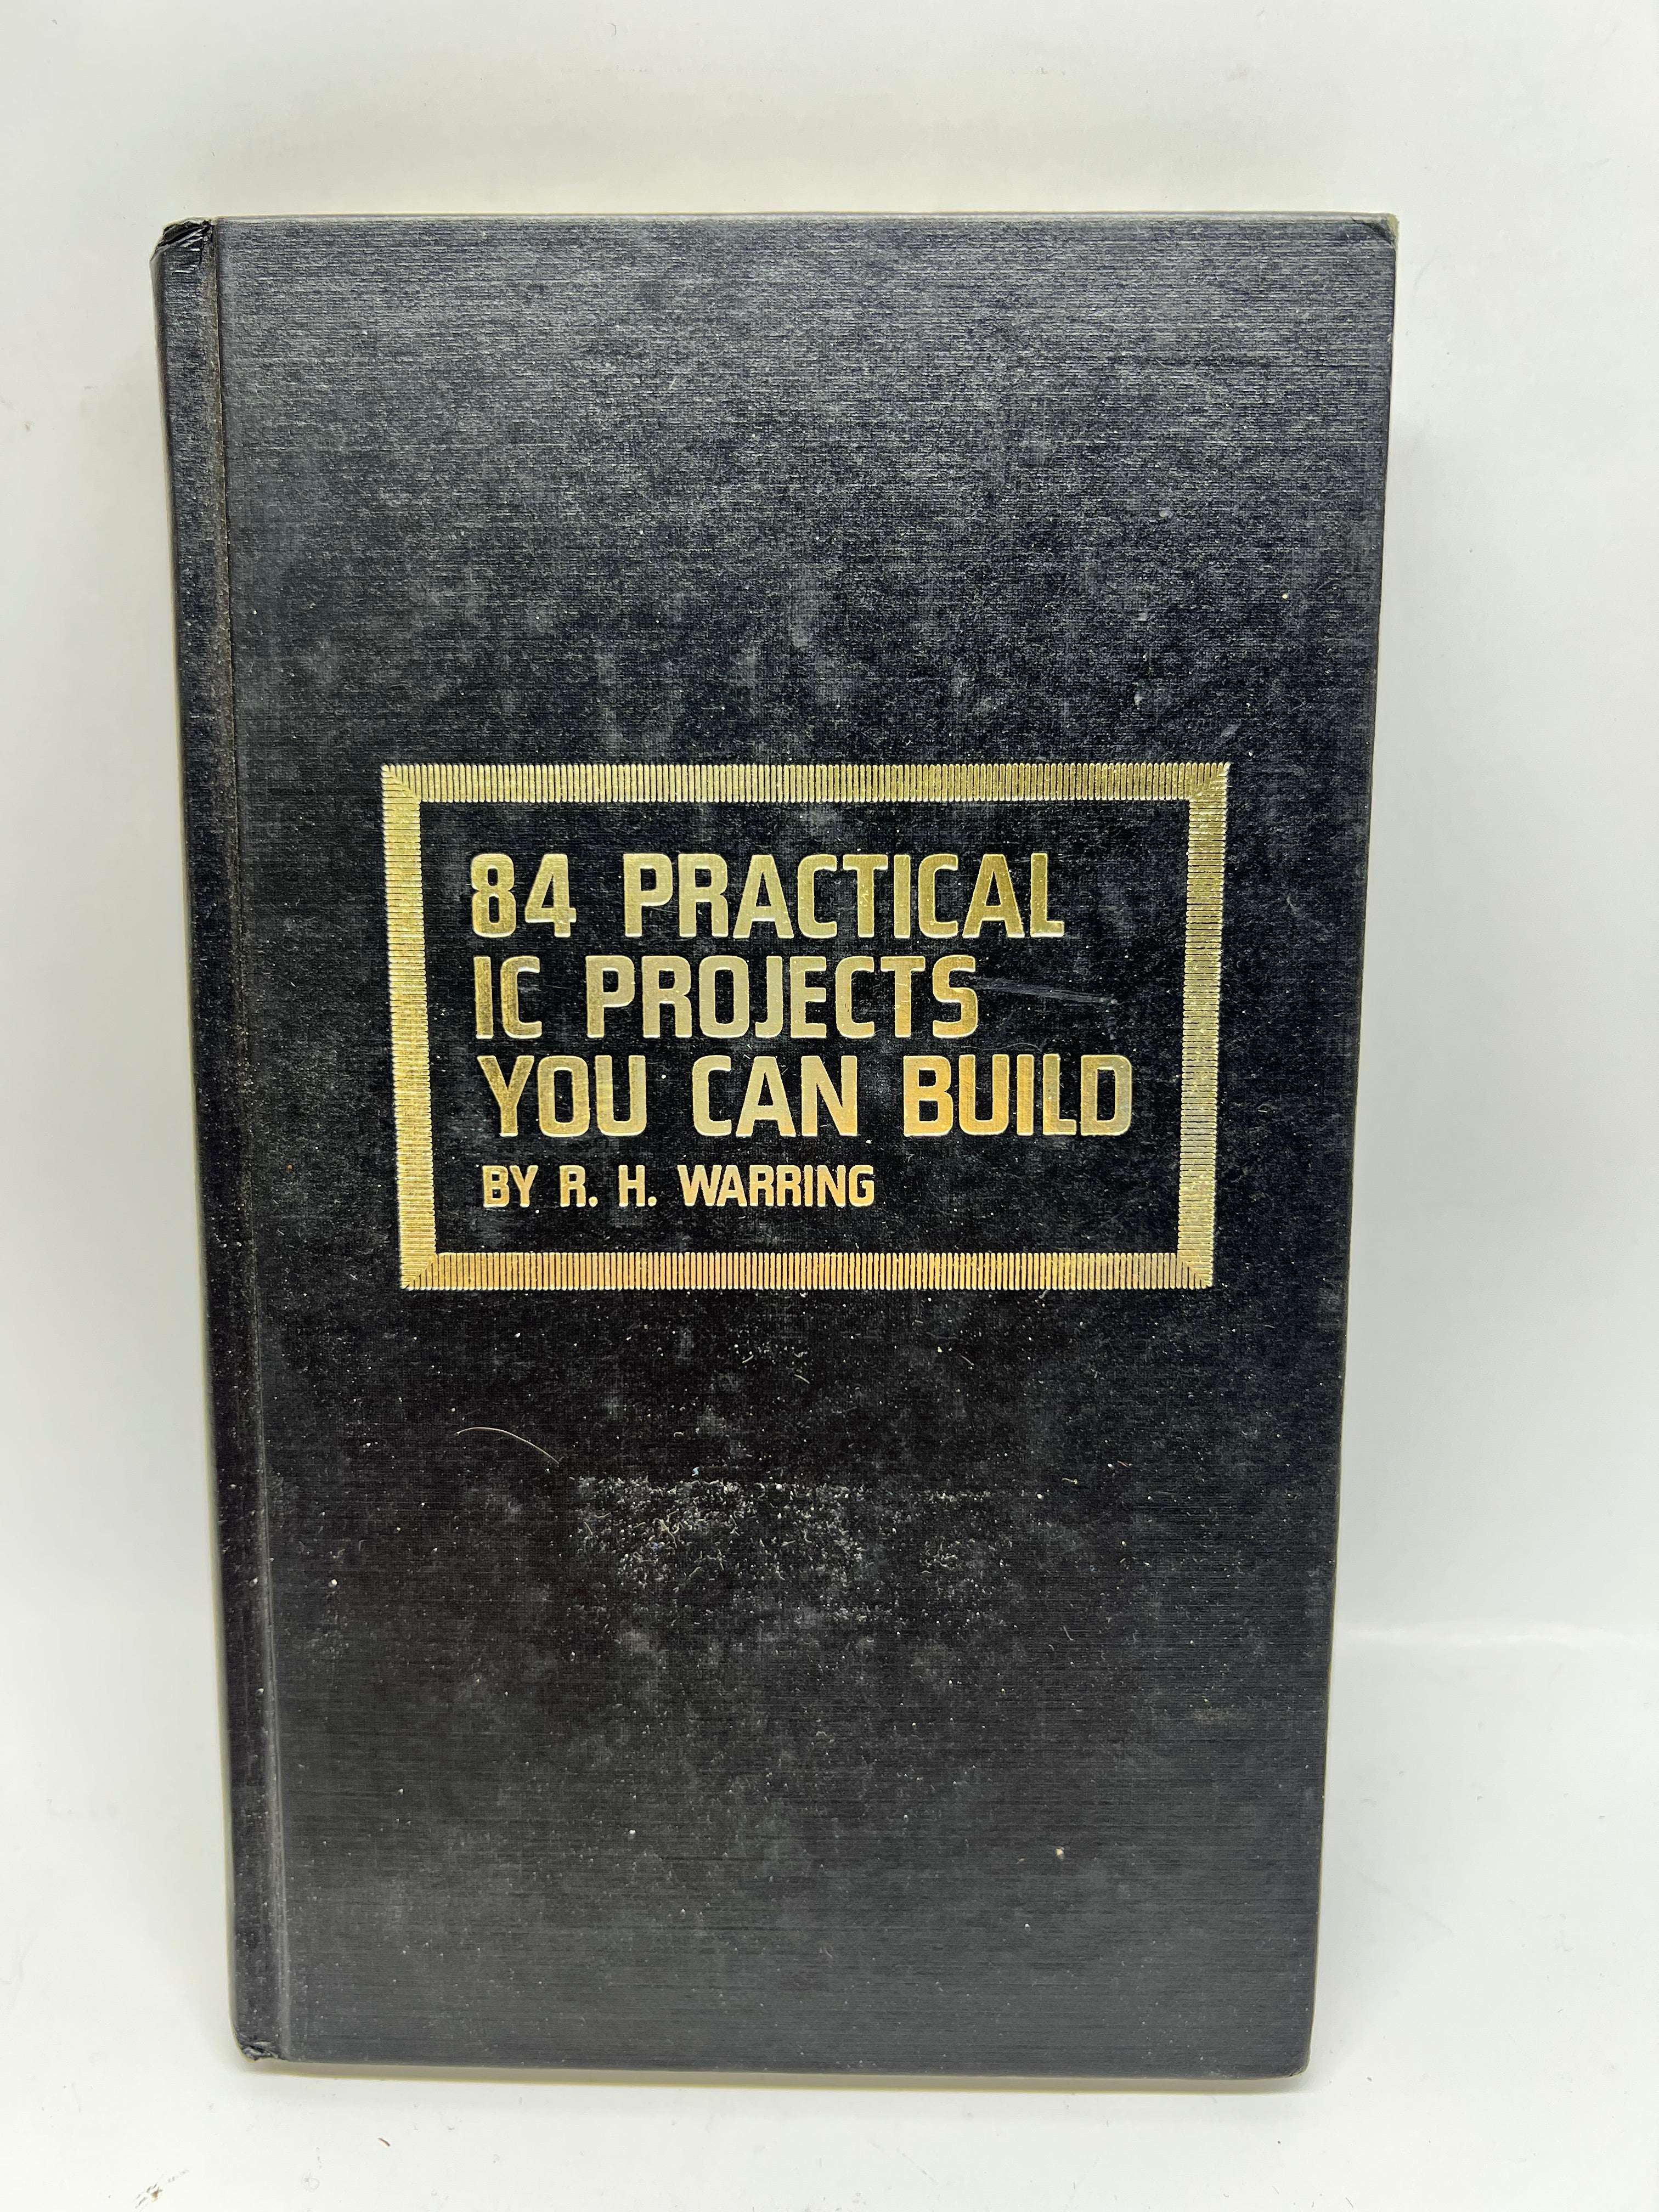 84 PRACTICAL
IC PROJECTS
YOU CAN BUILD
BY R. H. WARRING